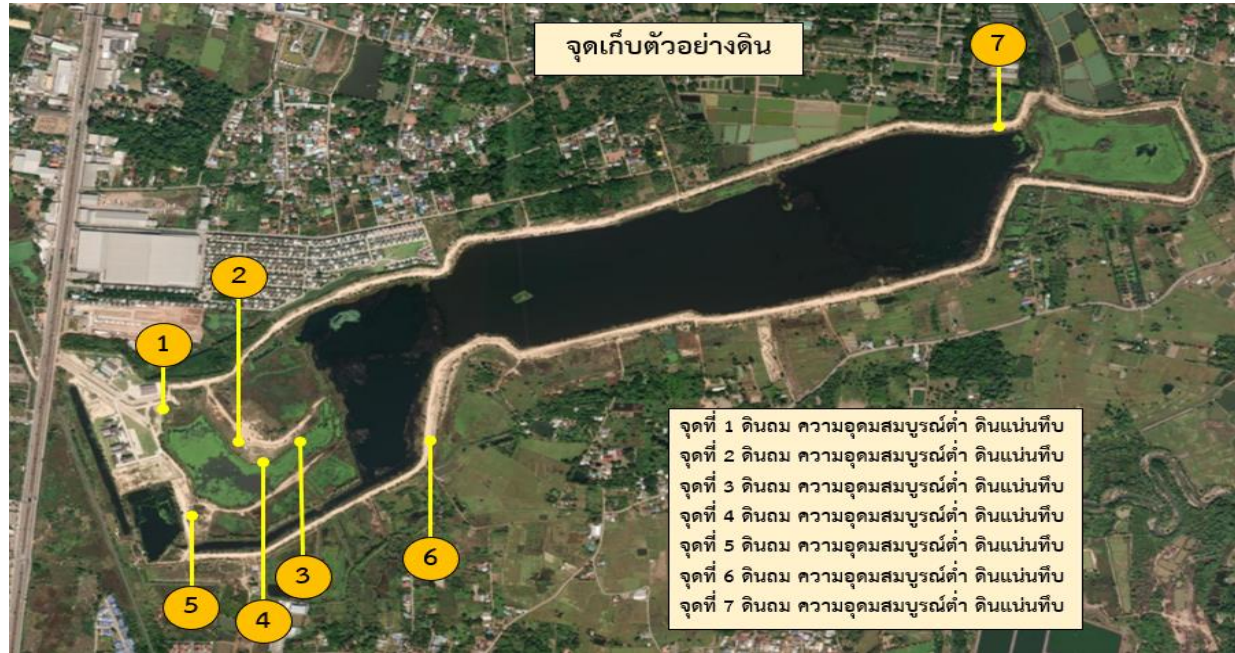 จุดเก็บตัวอย่างดิน
7
2
1
จุดที่ 1 ดินถม ความอุดมสมบูรณ์ต่ำ ดินแน่นทึบ
จุดที่ 2 ดินถม ความอุดมสมบูรณ์ต่ำ ดินแน่นทึบ
จุดที่ 3 ดินถม ความอุดมสมบูรณ์ต่ำ ดินแน่นทึบ
จุดที่ 4 ดินถม ความอุดมสมบูรณ์ต่ำ ดินแน่นทึบ
จุดที่ 5 ดินถม ความอุดมสมบูรณ์ต่ำ ดินแน่นทึบ
จุดที่ 6 ดินถม ความอุดมสมบูรณ์ต่ำ ดินแน่นทึบ
จุดที่ 7 ดินถม ความอุดมสมบูรณ์ต่ำ ดินแน่นทึบ
6
3
5
4